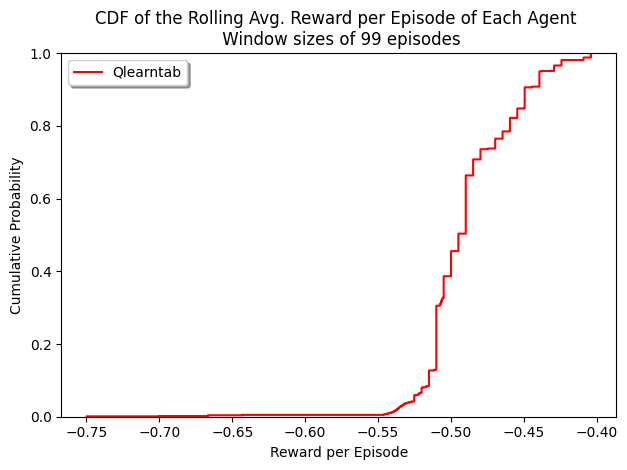 CDF of the Rolling Avg. Reward per Episode of Each Agent
Window sizes of 99 episodes
Qlearntab
1.0
0.8
0.6
0.4
0.2
0.0
Cumulative Probability
−0.75 −0.70 −0.65 −0.60 −0.55 −0.50 −0.45 −0.40
Reward per Episode